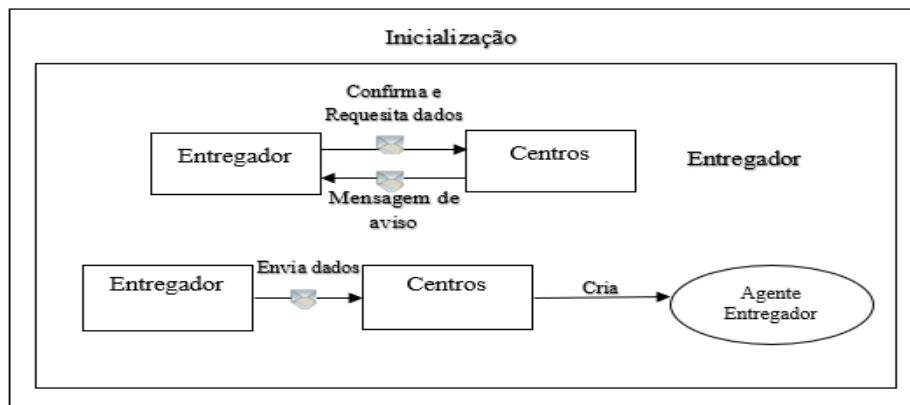 Inicialização
Confirma e
Requesita dados
Entregador
Centros
Entregador
Mensagem de
aviso
Entregador
Envia dados
Centros
Cria
Agente
Entregador